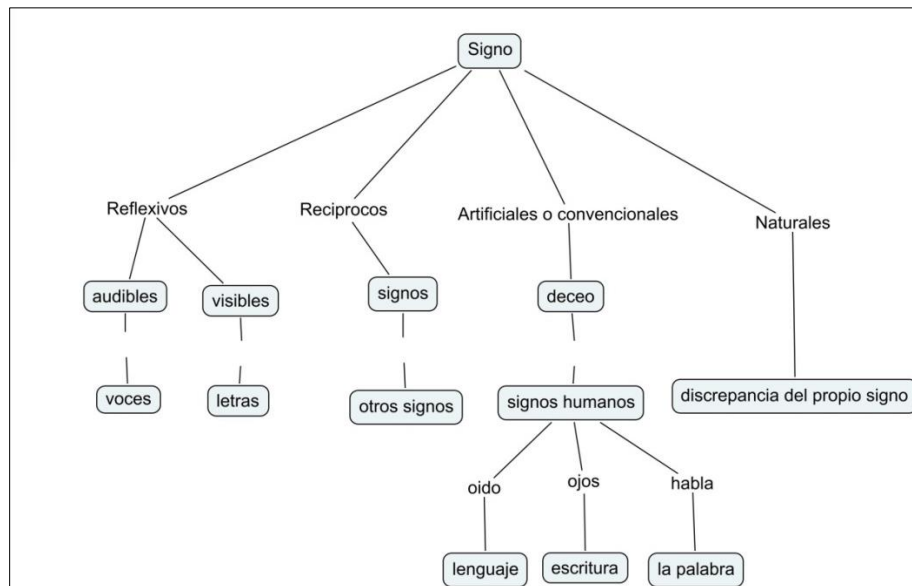 Signo
Reflexivos
Reciprocos
Artificiales o convencionales
Naturales
audibles
visibles
signos
deceo
voces
letras
otros signos
signos humanos
discrepancia del propio signo
oido
ojos
habla
lenguaje
escritura
la palabra